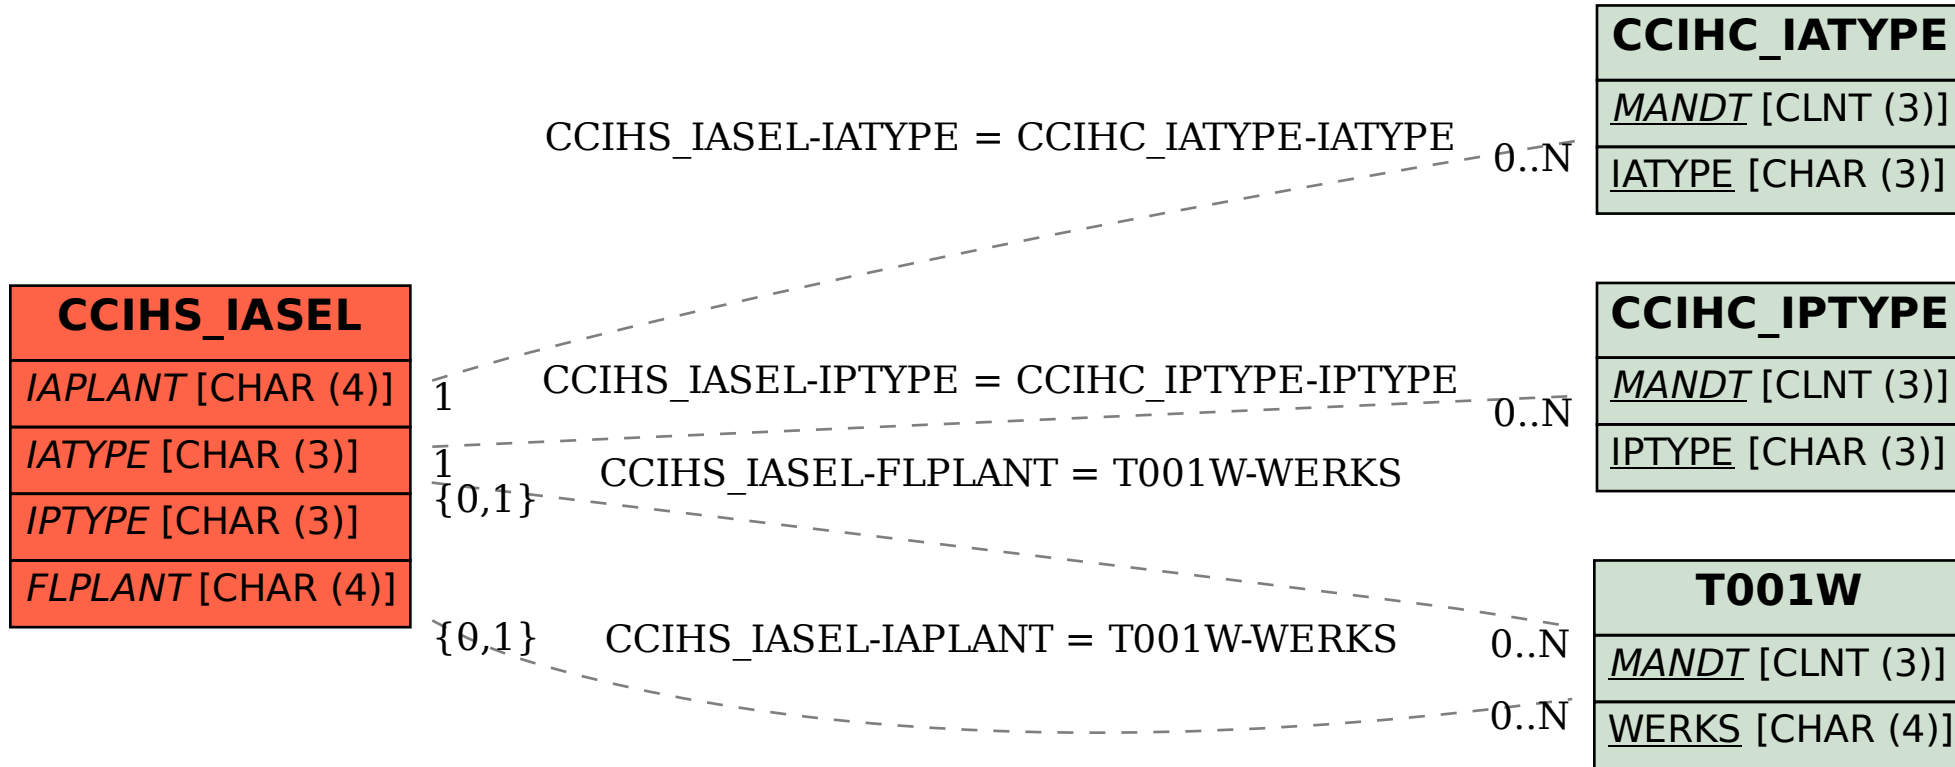 CCIHS_IASEL
IAPLANT [CHAR (4)]
IATYPE [CHAR (3)]
IPTYPE [CHAR (3)]
FLPLANT [CHAR (4)]
CCIHS_IASEL-IATYPE = CCIHC_IATYPE-IATYPE
1
0..N
CCIHS_IASEL-IPTYPE = CCIHC_IPTYPE-IPTYPE
1
0..N
CCIHS_IASEL-FLPLANT = T001W-WERKS
{0,1}
0..N
CCIHS_IASEL-IAPLANT = T001W-WERKS
{0,1}
0..N
CCIHC_IATYPE
MANDT [CLNT (3)]
IATYPE [CHAR (3)]
CCIHC_IPTYPE
MANDT [CLNT (3)]
IPTYPE [CHAR (3)]
T001W
MANDT [CLNT (3)]
WERKS [CHAR (4)]